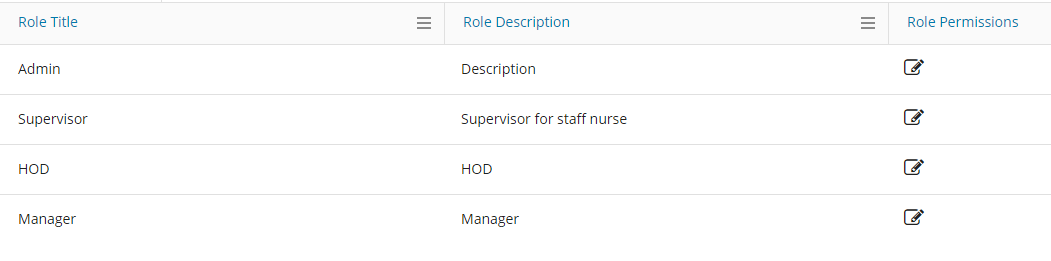 Role Title Role Description Role Permissions
Admin Description
Supervisor Supervisor for staff nurse
HOD HOD
Manager Manager